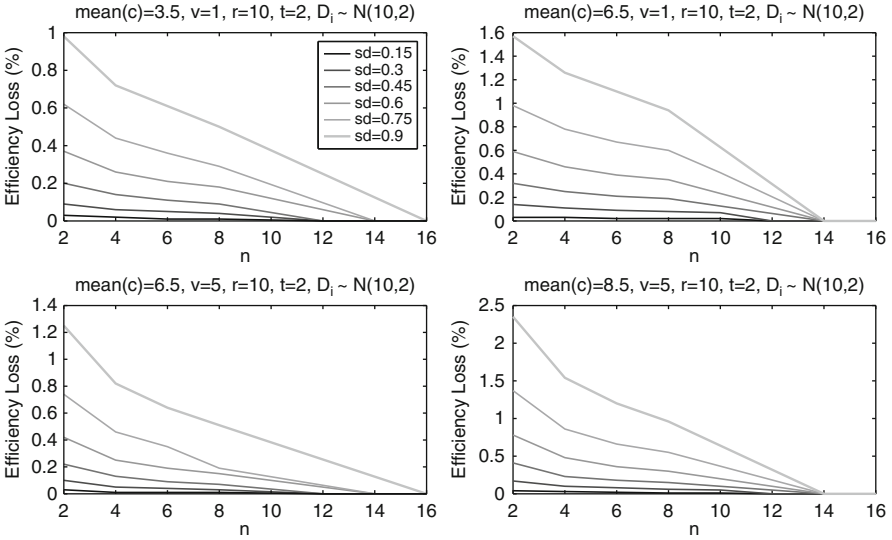 mean(c)=3.5, v=1, r=10, t=2, Di ~ N(10,2)
Efficiency Loss (%)
1
0.8
0.6
0.4
0.2
0
sd=0.15
sd=0.3
sd=0.45
sd=0.6
sd=0.75
sd=0.9
2 4 6 8 10 12 14 16
n
mean(c)=6.5, v=1, r=10, t=2, Di ~ N(10,2)
Efficiency Loss (%)
1.6
1.4
1.2
1
0.8
0.6
0.4
0.2
0
2 4 6 8 10 12 14 16
n
mean(c)=6.5, v=5, r=10, t=2, Di ~ N(10,2)
Efficiency Loss (%)
1.4
1.2
1
0.8
0.6
0.4
0.2
0
2 4 6 8 10 12 14 16
n
mean(c)=8.5, v=5, r=10, t=2, Di ~ N(10,2)
Efficiency Loss (%)
2.5
2
1.5
1
0.5
0
2 4 6 8 10 12 14 16
n